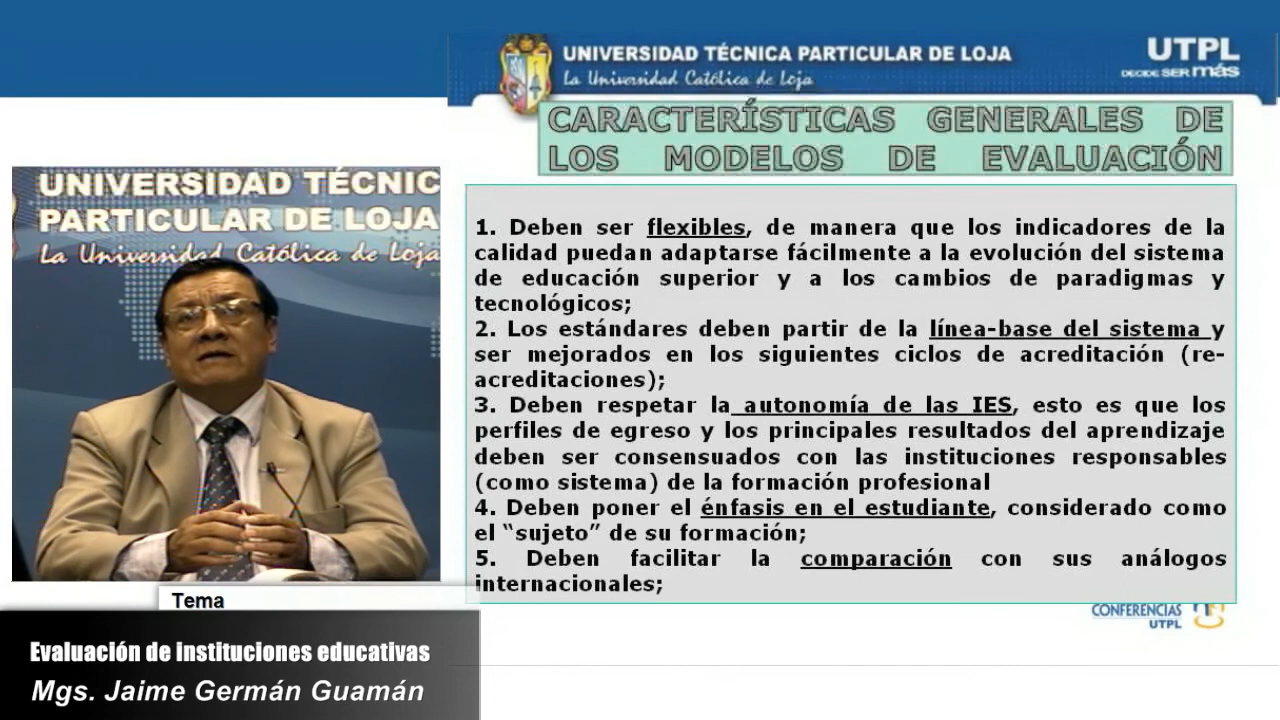 UNIVERSIDAD TÉCNICA PARTICULAR DE LOJA
La Universidad Católica de Loja
UTPL
DECIDE SER más
CARACTERÍSTICAS GENERALES DE
LOS MODELOS DE EVALUACIÓN
UNIVERSIDAD TÉCNIC
PARTICULAR DE LOJA
La Universidad Católica de Loja
1. Deben ser flexibles, de manera que los indicadores de la
calidad puedan adaptarse fácilmente a la evolución del sistema
de educación superior y a los cambios de paradigmas y
tecnológicos;
2. Los estándares deben partir de la línea-base del sistema y
ser mejorados en los siguientes ciclos de acreditación (re-
acreditaciones);
3. Deben respetar la autonomía de las IES, esto es que los
perfiles de egreso y los principales resultados del aprendizaje
deben ser consensuados con las instituciones responsables
(como sistema) de la formación profesional
4. Deben poner el énfasis en el estudiante, considerado como
el “sujeto” de su formación;
5. Deben facilitar la comparación con sus análogos
internacionales;
CONFERENCIAS
UTPL
Tema
Evaluación de instituciones educativas
Mgs. Jaime Germán Guamán